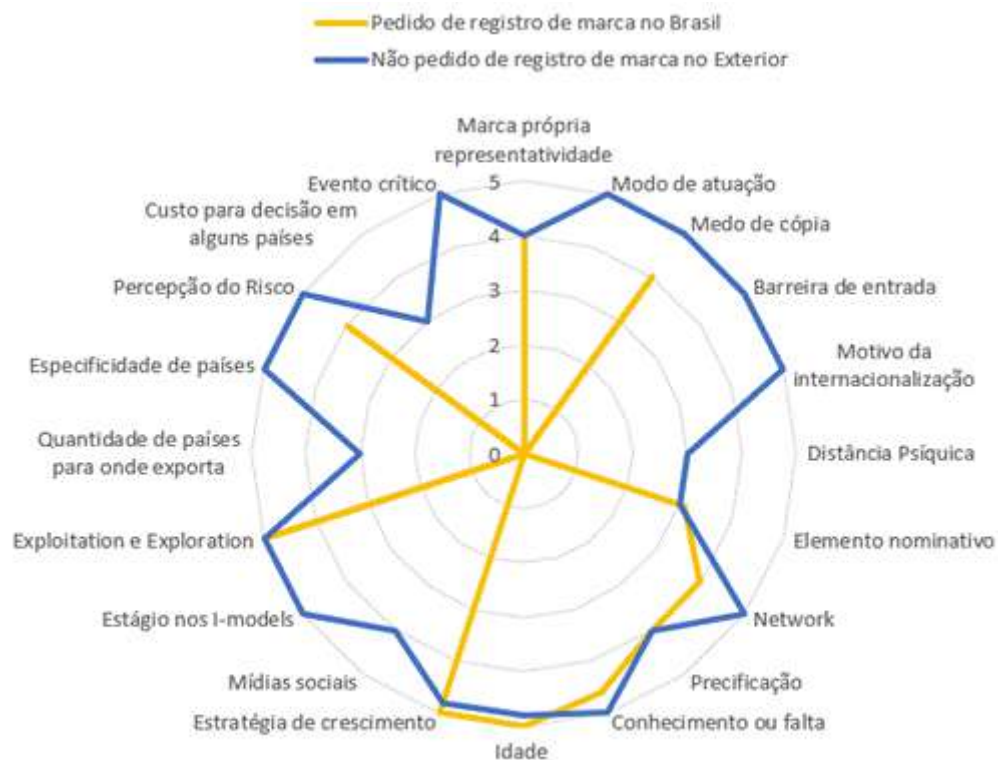 Pedido de registro de marca no Brasil
Não pedido de registro de marca no Exterior
Marca própria
representatividade
Modo de atuação
Medo de cópia
Barreira de entrada
Motivo da
internacionalização
Distância Psíquica
Elemento nominativo
Network
Precificação
Conhecimento ou falta
Idade
Estratégia de crescimento
Mídias sociais
Estágio nos I-models
Exploitation e Exploration
Quantidade de países
para onde exporta
Especificidade de países
Percepção do Risco
Custo para decisão em
alguns países
Evento crítico
5
4
3
2
1
0